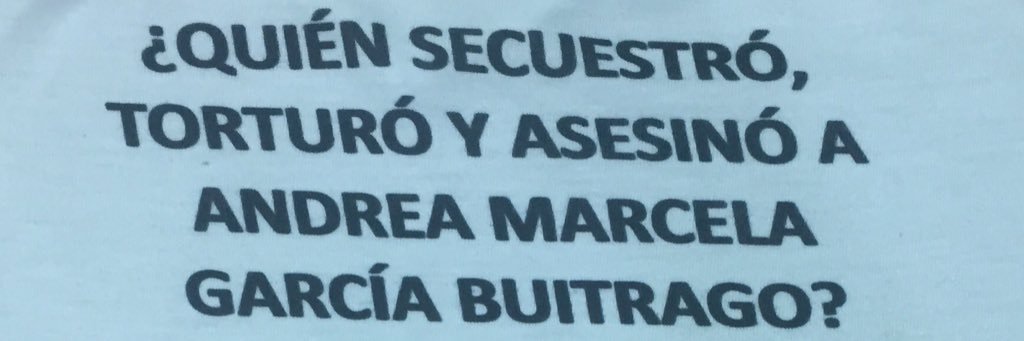 ¿QUIÉN SECUESTRÓ,
TORTURÓ Y ASESINÓ A
ANDREA MARCELA
GARCÍA BUITRAGO?